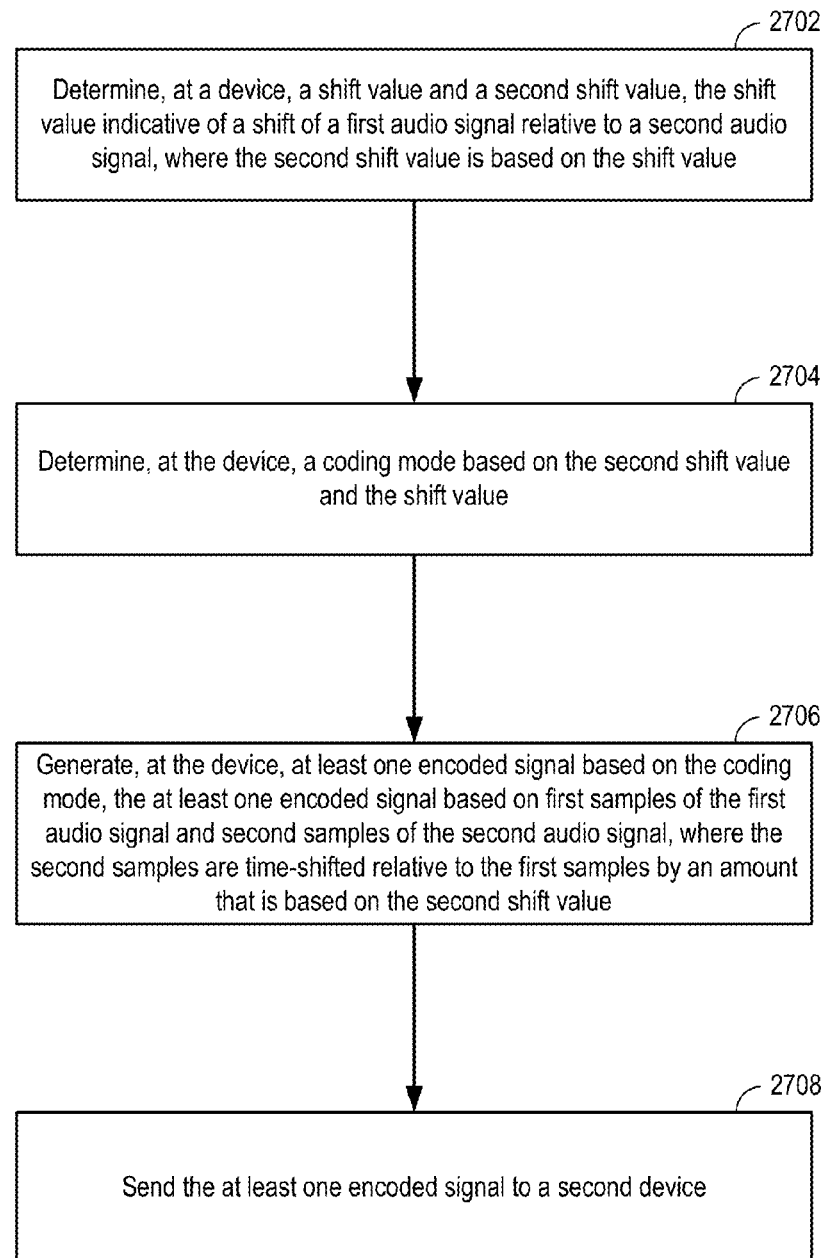 2702
Determine, at a device, a shift value and a second shift value, the shift
value indicative of a shift of a first audio signal relative to a second audio
signal, where the second shift value is based on the shift value
2704
Determine, at the device, a coding mode based on the second shift value
and the shift value
2706
Generate, at the device, at least one encoded signal based on the coding
mode, the at least one encoded signal based on first samples of the first
audio signal and second samples of the second audio signal, where the
second samples are time-shifted relative to the first samples by an amount
that is based on the second shift value
2708
Send the at least one encoded signal to a second device